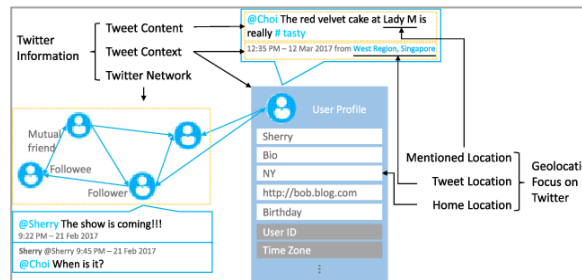 Twitter
Information
Tweet Content
Tweet Context
Twitter Network
@Choi The red velvet cake at Lady M is
really # tasty
12:35 PM – 12 Mar 2017 from West Region, Singapore
Mutual
friend
Followee
Follower
@Sherry The show is coming!!!
9:22 PM – 21 Feb 2017
Sherry @Sherry 9:45 PM – 21 Feb 2017
@Choi When is it?
User Profile
Sherry
Bio
NY
http://bob.blog.com
Birthday
User ID
Time Zone
⋮
Mentioned Location
Tweet Location
Home Location
Geolocati
Focus on
Twitter